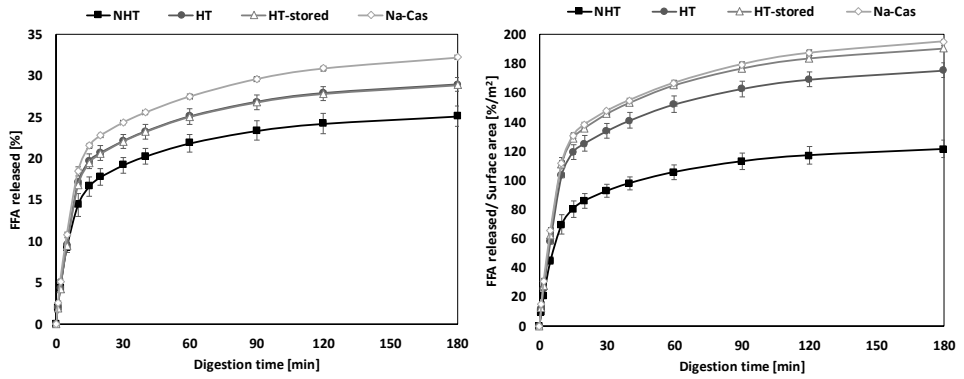 NHT HT HT-stored Na-Cas
35
30
25
20
15
10
5
0
0 30 60 90 120 150 180
FFA released [%]
Digestion time [min]
NHT HT HT-stored Na-Cas
200
180
160
140
120
100
80
60
40
20
0
0 30 60 90 120 150 180
FFA released/ Surface area [%/m²]
Digestion time [min]